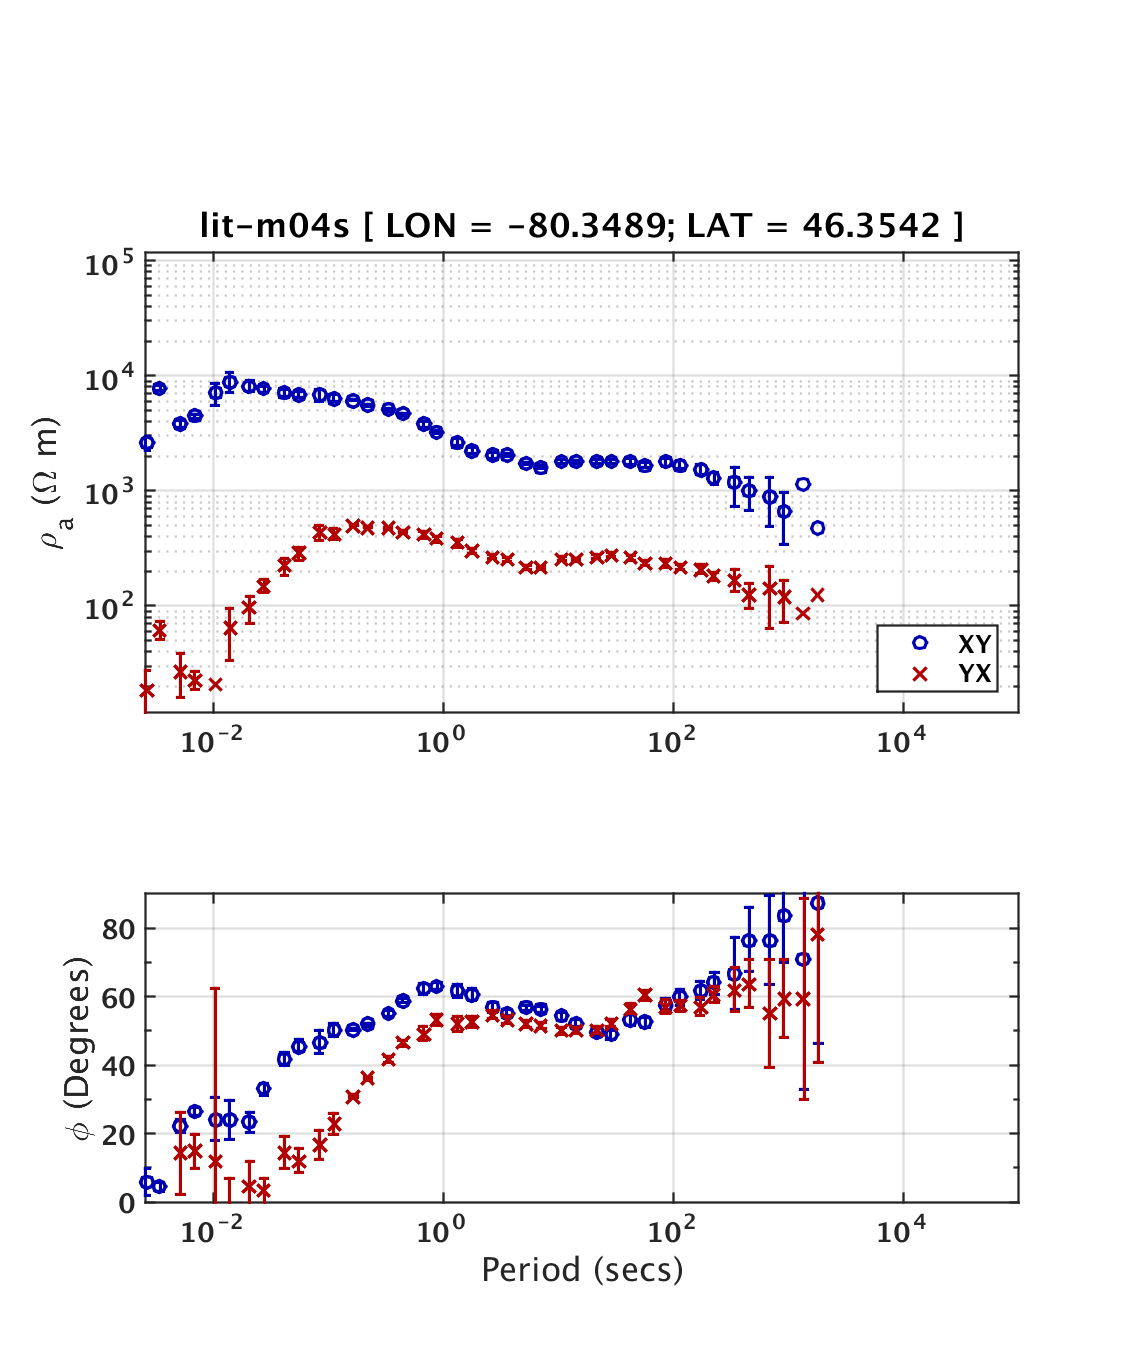 lit-m04s [ LON = -80.3489; LAT = 46.3542 ]
10^5
10^4
10^3
10^2
ρ_a (Ω m)
XY
YX
10^-2 10^0 10^2 10^4
80
60
40
20
0
ϕ (Degrees)
10^-2 10^0 10^2 10^4
Period (secs)